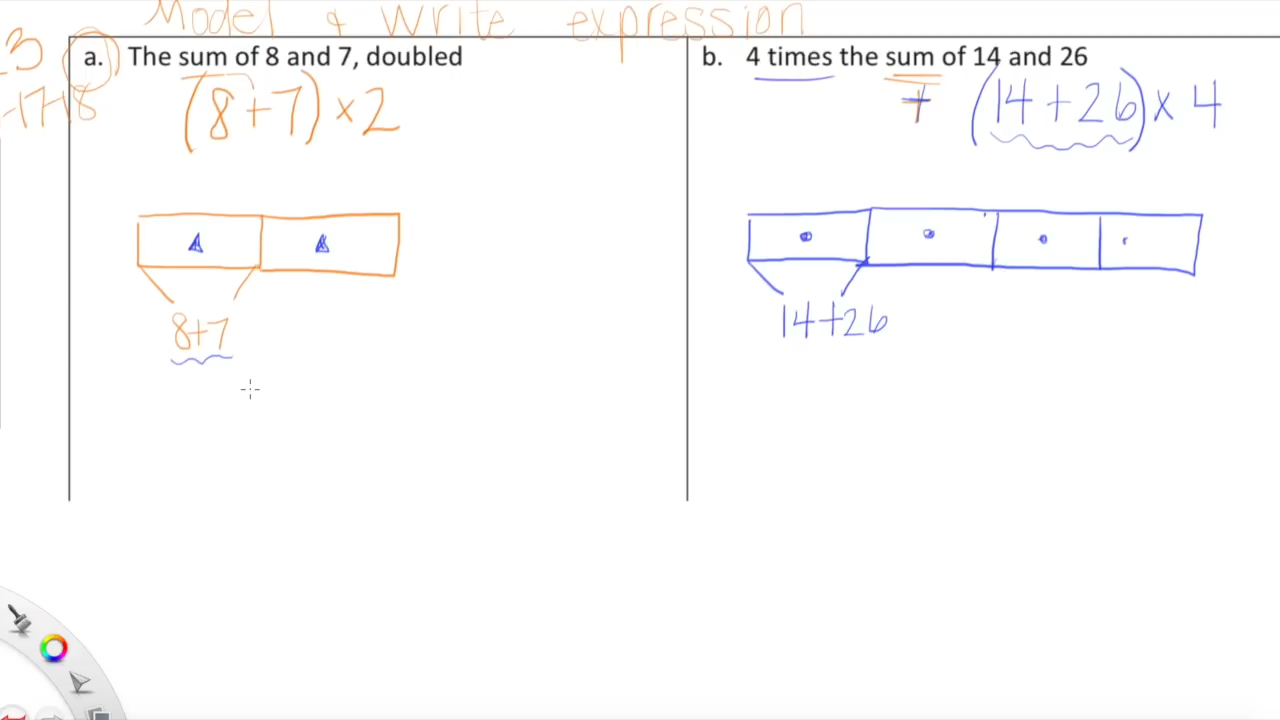 Model & Write expression
a. The sum of 8 and 7, doubled
(8+7) × 2
8+7
b. 4 times the sum of 14 and 26
+ (14+26) × 4
14+26